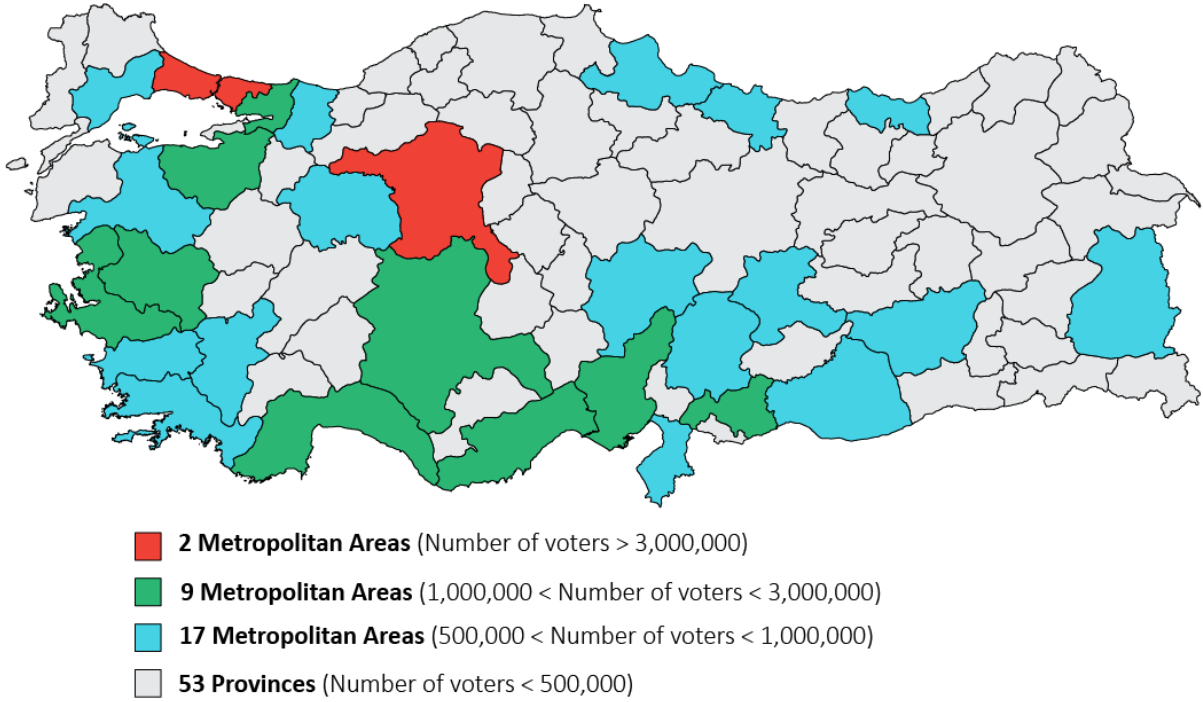 2 Metropolitan Areas (Number of voters > 3,000,000)
9 Metropolitan Areas (1,000,000 < Number of voters < 3,000,000)
17 Metropolitan Areas (500,000 < Number of voters < 1,000,000)
53 Provinces (Number of voters < 500,000)